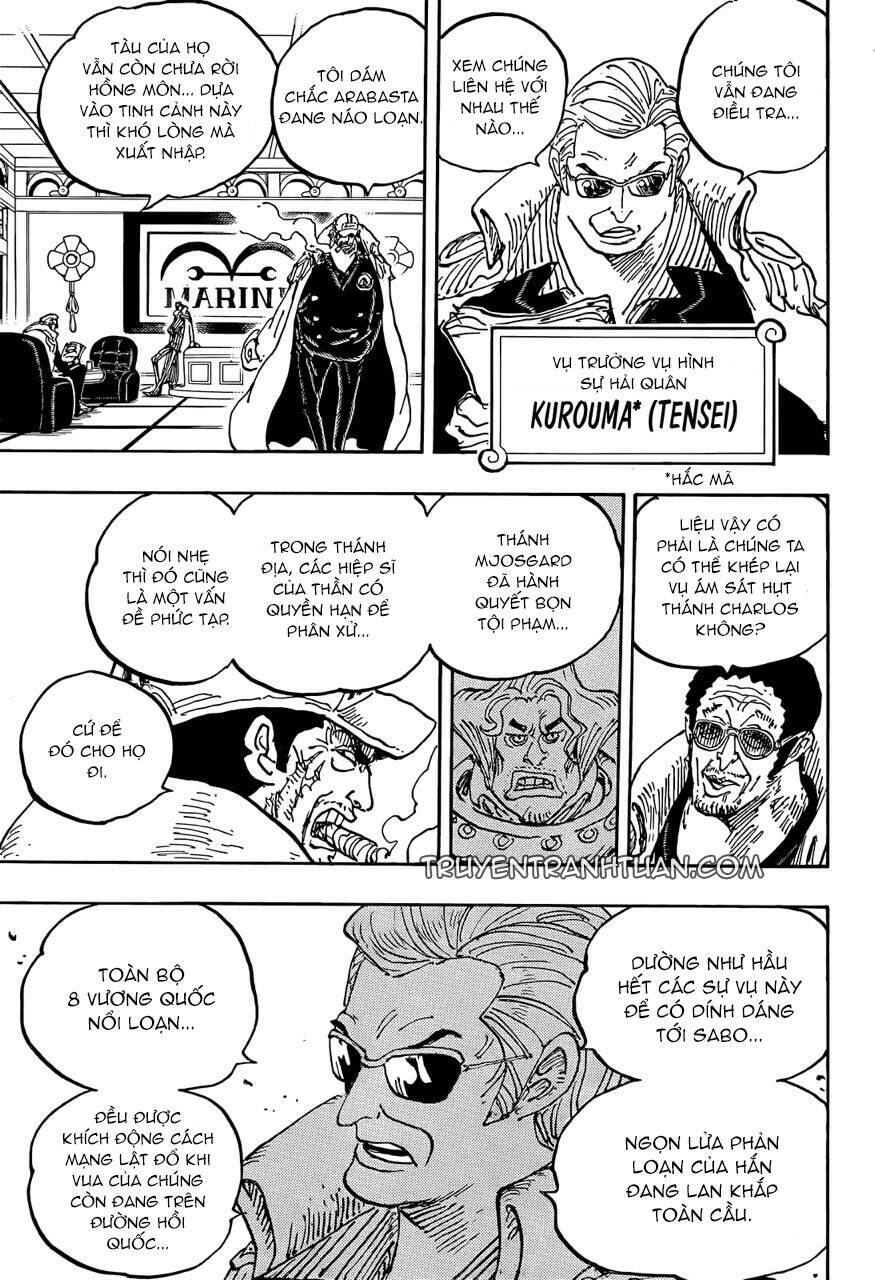 CHÚNG TÔI
VẪN ĐANG
ĐIỀU TRA...
XEM CHÚNG
LIÊN HỆ VỚI
NHAU THẾ
NÀO...
VỤ TRƯỞNG VỤ HÌNH
SỰ HẢI QUÂN
KUROUMA* (TENSEI)
*HẮC MÃ
TÔI DÁM
CHẮC ARABASTA
ĐANG NÁO LOẠN.
TÀU CỦA HỌ
VẪN CÒN CHƯA RỜI
HỒNG MÔN... DỰA
VÀO TINH CẢNH NÀY
THÌ KHÓ LÒNG MÀ
XUẤT NHẬP.
MARINE
LIỆU VẬY CÓ
PHẢI LÀ CHÚNG TA
CÓ THỂ KHÉP LẠI
VỤ ÁM SÁT HỤT
THÁNH CHARLOS
KHÔNG?
THÁNH
MJOSGARD
ĐÃ HÀNH
QUYẾT BỌN
TỘI PHẠM...
TRONG THÁNH
ĐỊA, CÁC HIỆP SĨ
CỦA THẦN CÓ
QUYỀN HẠN ĐỂ
PHÂN XỬ...
NÓI NHẸ
THÌ ĐÓ CŨNG
LÀ MỘT VẤN
ĐỀ PHỨC TẠP.
CỨ ĐỂ
ĐÓ CHO HỌ
ĐI.
TRUYENTRANHTUAN.COM
DƯỜNG NHƯ HẦU
HẾT CÁC SỰ VỤ NÀY
ĐỂ CÓ DÍNH DÁNG
TỚI SABO...
NGỌN LỬA PHẢN
LOẠN CỦA HẮN
ĐANG LAN KHẮP
TOÀN CẦU.
TOÀN BỘ
8 VƯƠNG QUỐC
NỔI LOẠN...
ĐỀU ĐƯỢC
KHÍCH ĐỘNG CÁCH
MẠNG LẬT ĐỔ KHI
VUA CỦA CHÚNG
CÒN ĐANG TRÊN
ĐƯỜNG HỒI
QUỐC...